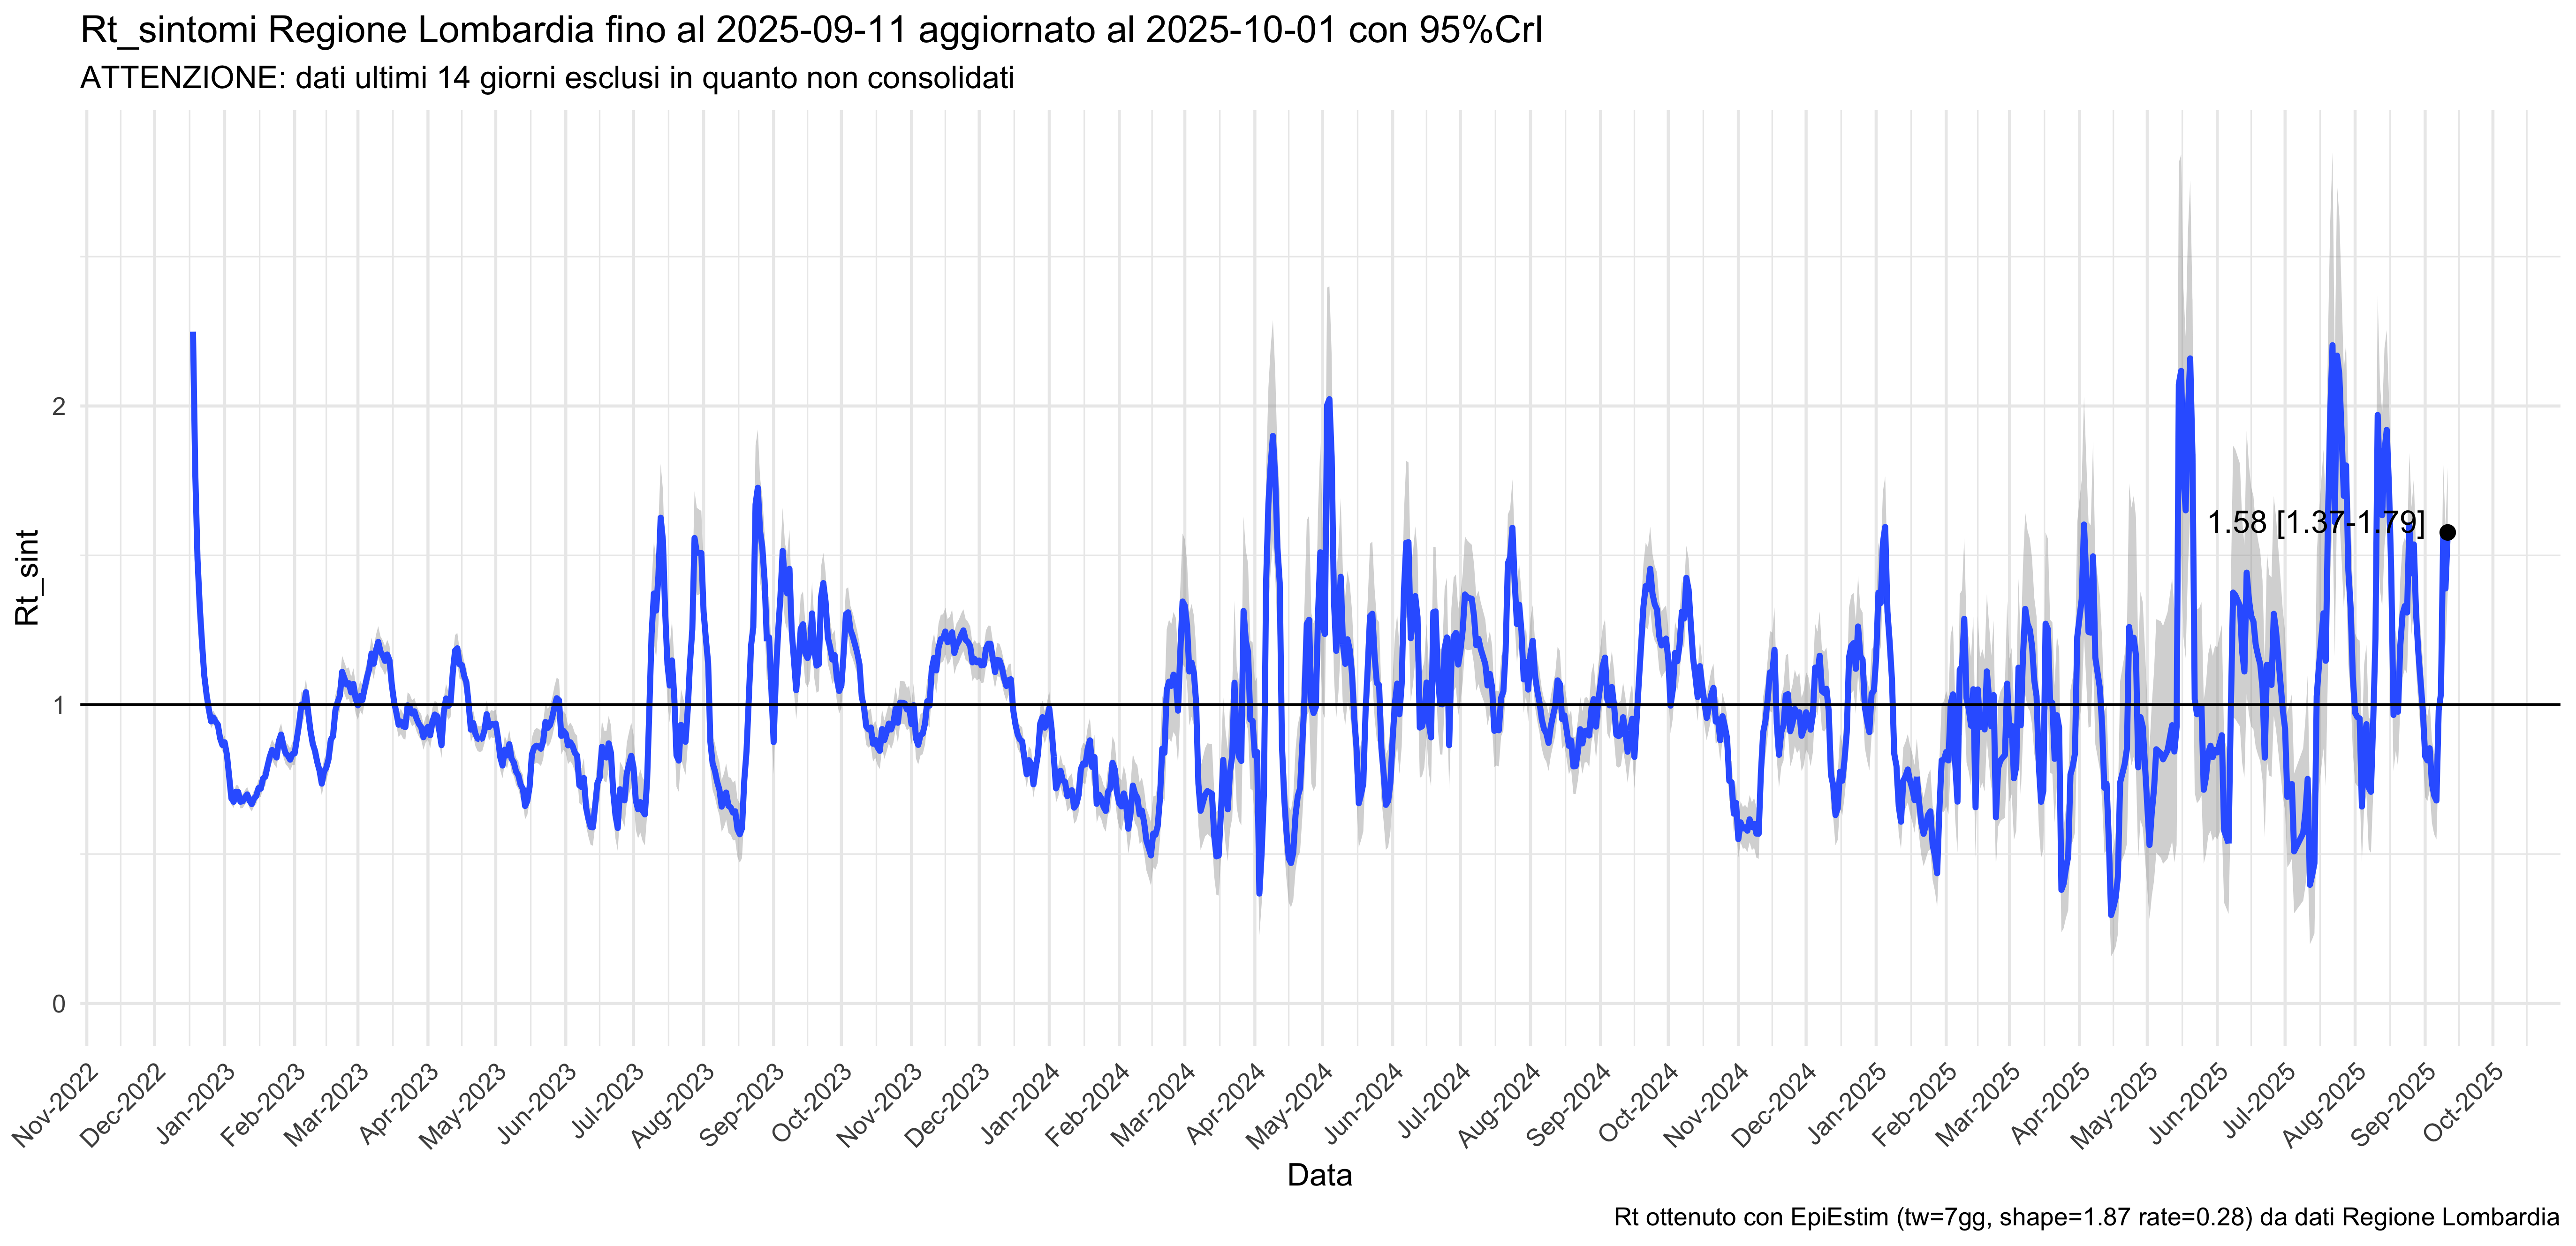 Rt_sintomi Regione Lombardia fino al 2025-09-11 aggiornato al 2025-10-01 con 95%CrI
ATTENZIONE: dati ultimi 14 giorni esclusi in quanto non consolidati
Rt_sint
2
1
0
1.58 [1.37-1.79]
Nov-2022
Dec-2022
Jan-2023
Feb-2023
Mar-2023
Apr-2023
May-2023
Jun-2023
Jul-2023
Aug-2023
Sep-2023
Oct-2023
Nov-2023
Dec-2023
Jan-2024
Feb-2024
Mar-2024
Apr-2024
May-2024
Jun-2024
Jul-2024
Aug-2024
Sep-2024
Oct-2024
Nov-2024
Dec-2024
Jan-2025
Feb-2025
Mar-2025
Apr-2025
May-2025
Jun-2025
Jul-2025
Aug-2025
Sep-2025
Oct-2025
Data
Rt ottenuto con EpiEstim (tw=7gg, shape=1.87 rate=0.28) da dati Regione Lombardia